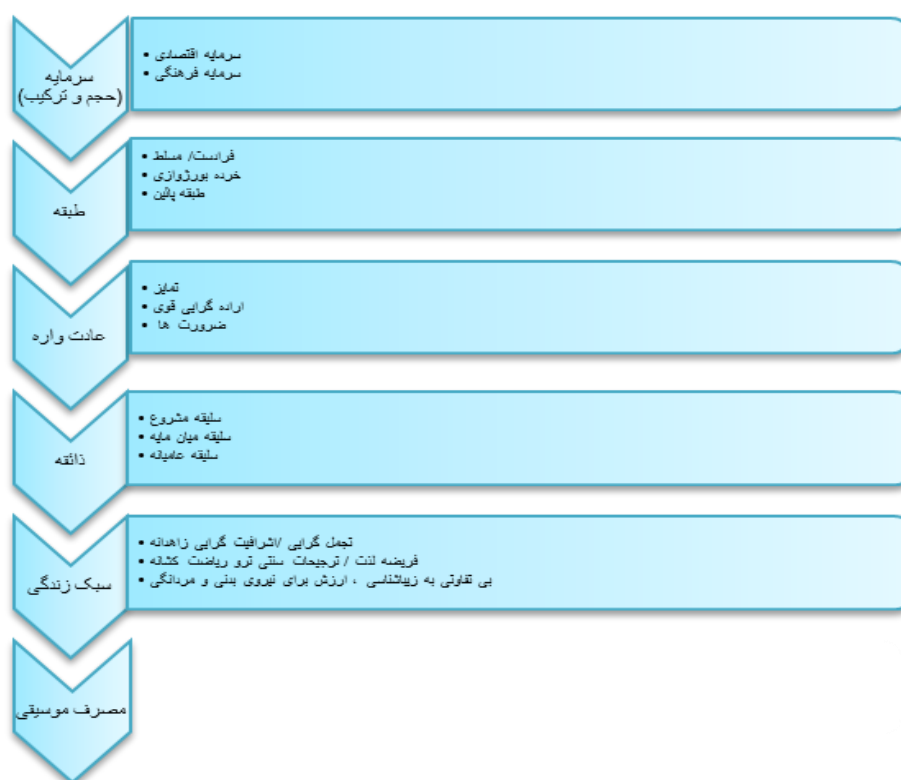 سرمایه
(حجم و ترکیب)
• سرمایه اقتصادی
• سرمایه فرهنگی
طبقه
• فرادست/ مسلط
• خرده بورژوازی
• طبقه پائین
عادت واره
• تمایز
• اراده گرایی قوی
• ضرورت ها
ذائقه
• سلیقه مشروع
• سلیقه میان مایه
• سلیقه عامیانه
سبک زندگی
• تجمل گرایی /اشرافیت گرایی زاهدانه
• فریضه لذت / ترجیحات سنتی ترو ریاضت کشانه
• بی تفاوتی به زیباشناسی ، ارزش برای نیروی بدنی و مردانگی
مصرف موسیقی